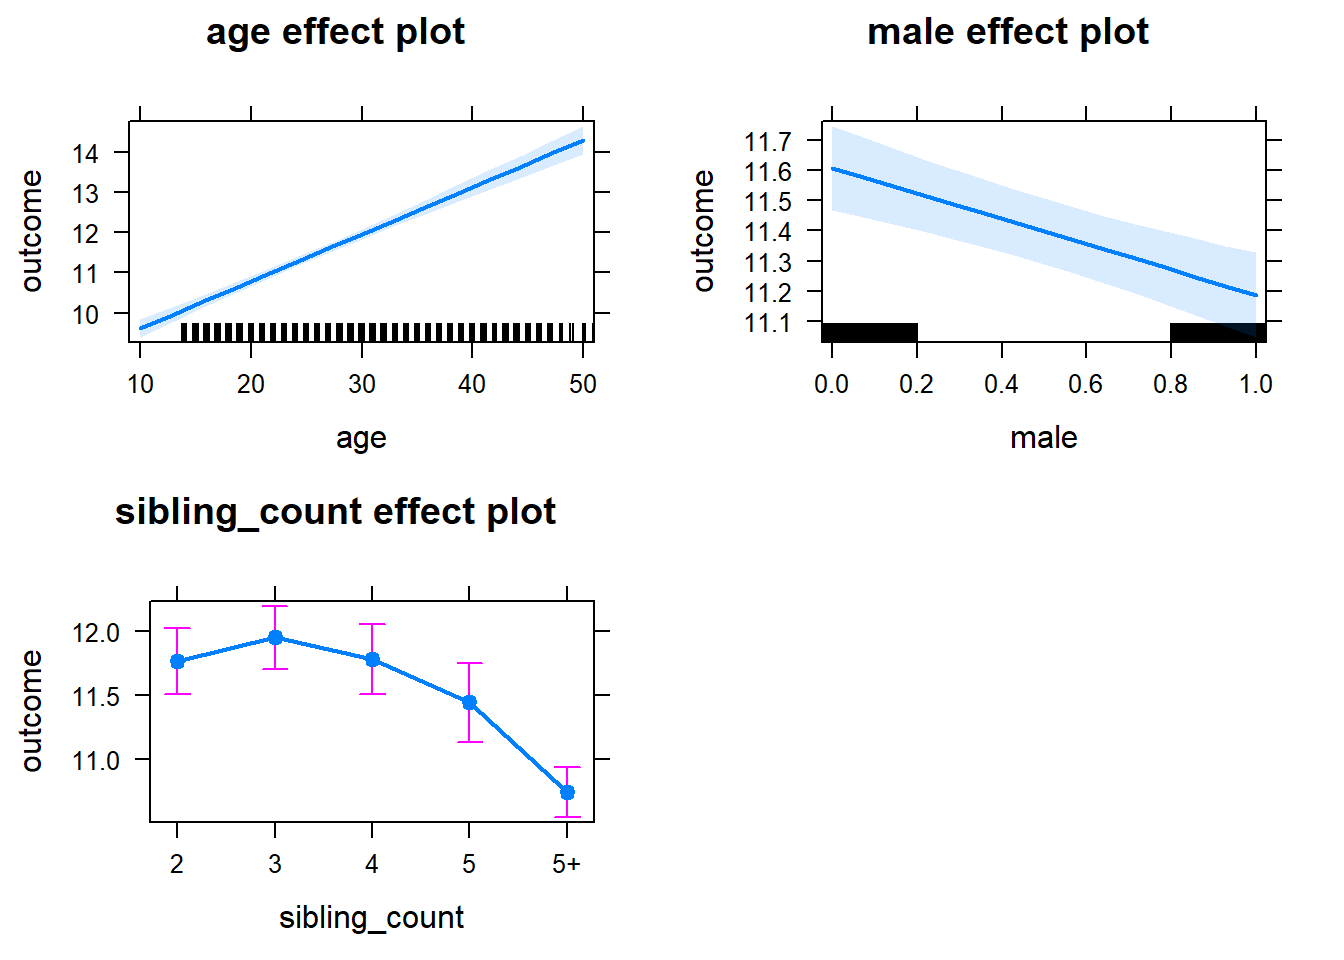 age effect plot
outcome
14
13
12
11
10
10 20 30 40 50
age
male effect plot
outcome
11.7
11.6
11.5
11.4
11.3
11.2
11.1
0.0 0.2 0.4 0.6 0.8 1.0
male
sibling_count effect plot
outcome
12.0
11.5
11.0
2 3 4 5 5+
sibling_count